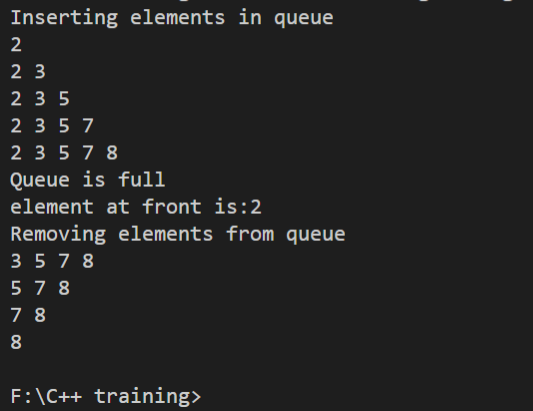 Inserting elements in queue
2
2 3
2 3 5
2 3 5 7
2 3 5 7 8
Queue is full
element at front is:2
Removing elements from queue
3 5 7 8
5 7 8
7 8
8
F:\C++ training>